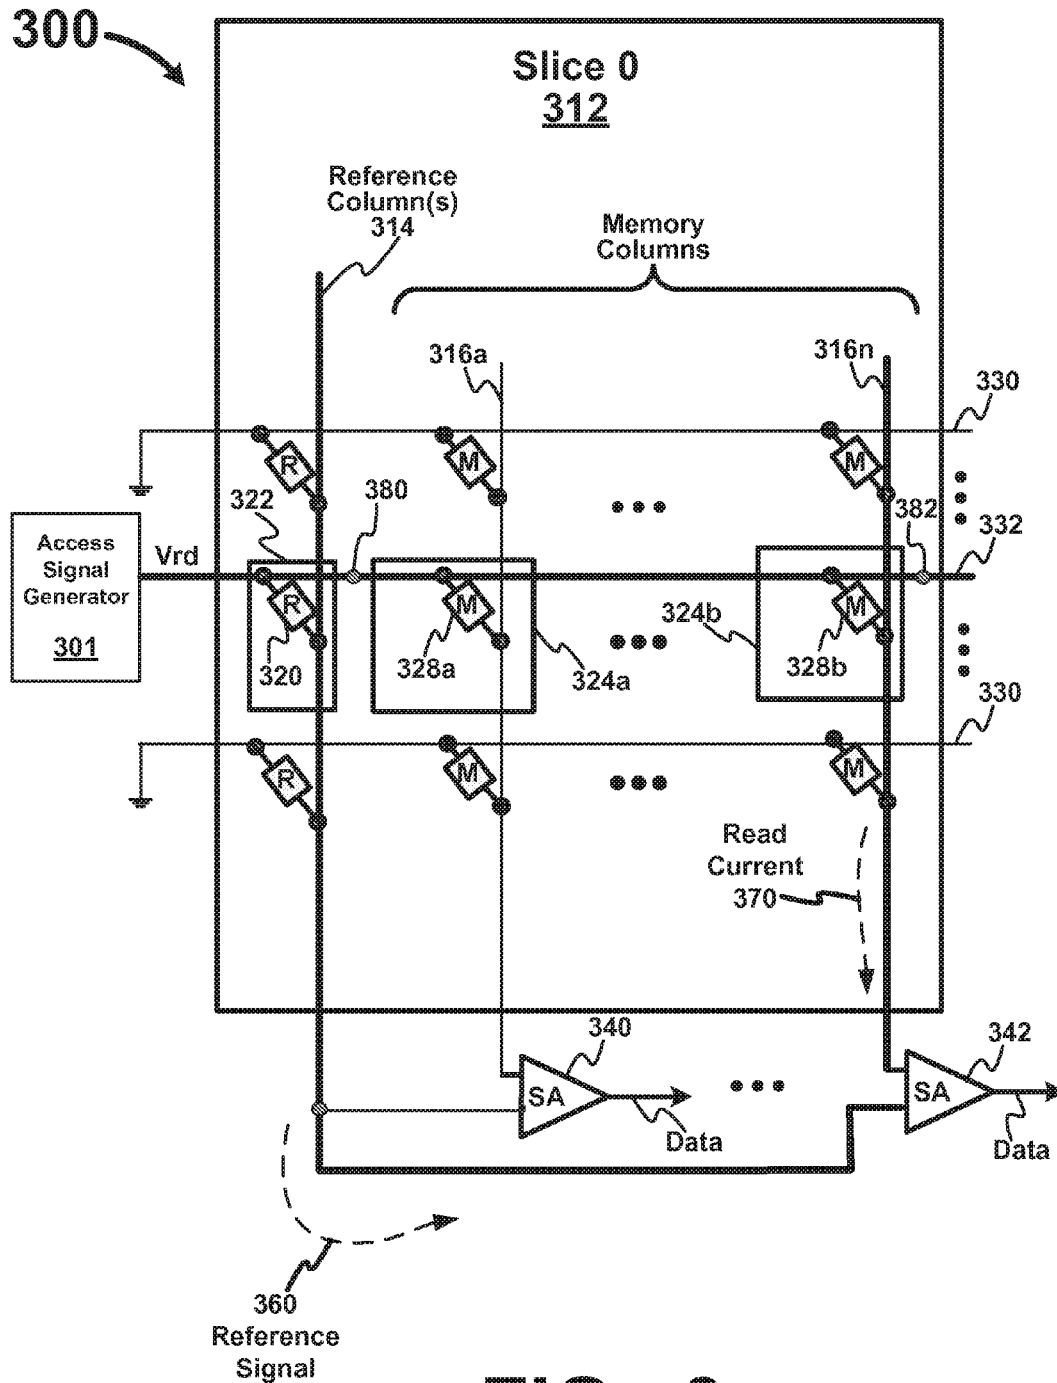 300
Slice 0
312
Reference
Column(s)
314
Memory
Columns
316a
316n
330
R
M
M
322
380
382
332
Access
Signal
Generator
301
Vrd
R
M
M
320
328a
324a
324b
328b
330
R
M
M
Read
Current
370
340
342
SA
SA
Data
Data
360
Reference
Signal